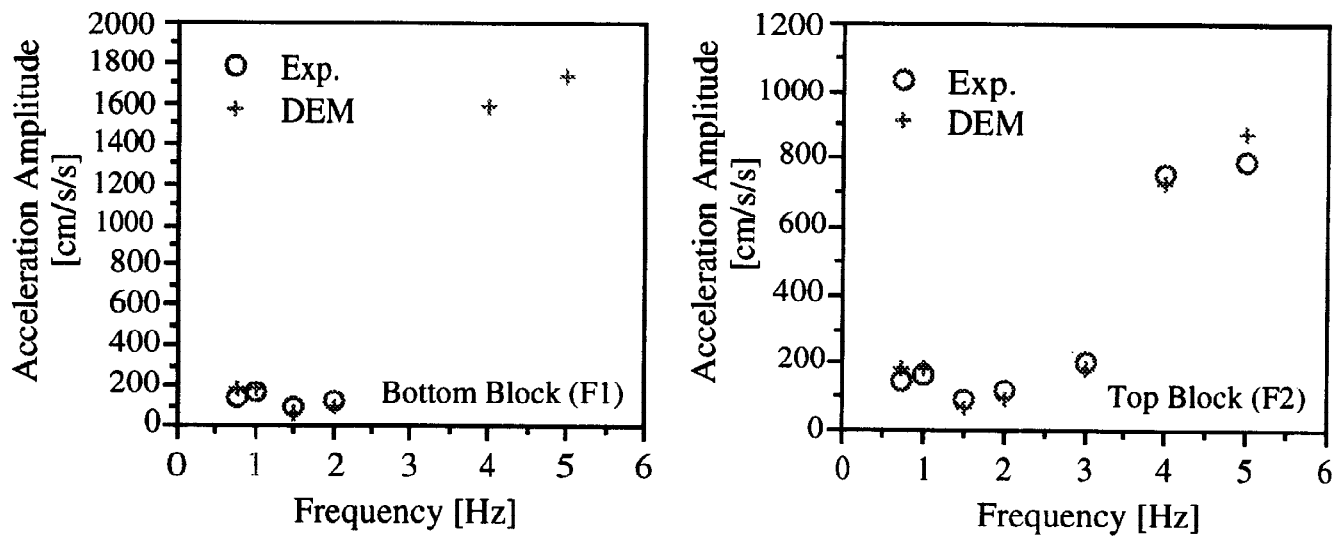 Acceleration Amplitude
[cm/s/s]
2000
1800
1600
1400
1200
1000
800
600
400
200
0
Exp.
DEM
Bottom Block (F1)
0 1 2 3 4 5 6
Frequency [Hz]
Acceleration Amplitude
[cm/s/s]
1200
1000
800
600
400
200
0
Exp.
DEM
Top Block (F2)
0 1 2 3 4 5 6
Frequency [Hz]